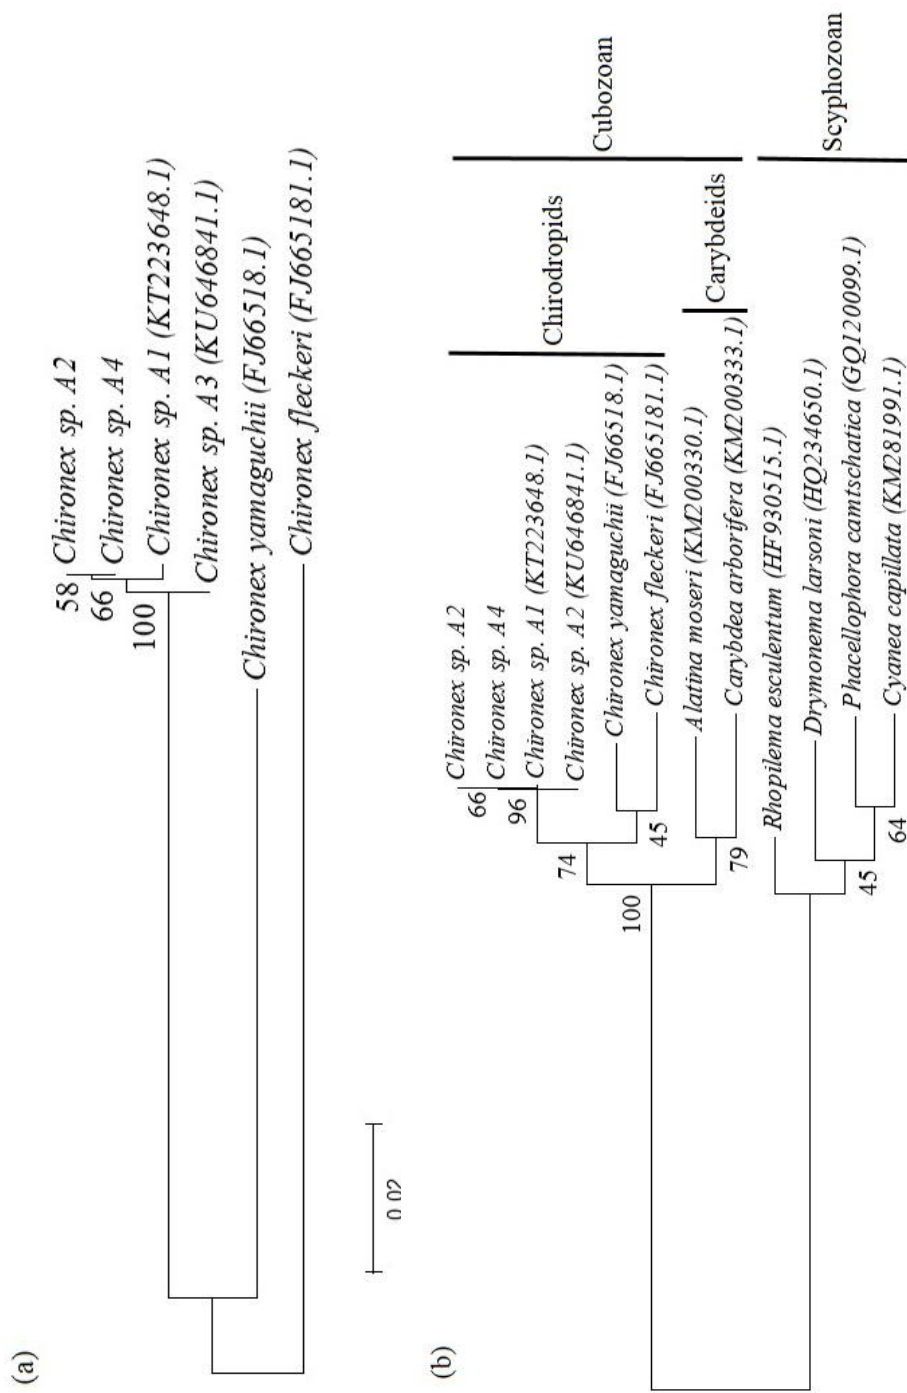 (a)
58
66
100
Chironex sp. A2
Chironex sp. A4
Chironex sp. A1 (KT223648.1)
Chironex sp. A3 (KU646841.1)
Chironex yamaguchii (FJ66518.1)
Chironex fleckeri (FJ665181.1)
0.02
(b)
66
96
74
45
100
79
45
64
Chironex sp. A2
Chironex sp. A4
Chironex sp. A1 (KT223648.1)
Chironex sp. A2 (KU646841.1)
Chironex yamaguchii (FJ66518.1)
Chironex fleckeri (FJ665181.1)
Alatina moseri (KM200330.1)
Carybdea arborifera (KM200333.1)
Rhopilema esculentum (HF930515.1)
Drymonema larsoni (HQ234650.1)
Phacellophora camtschatica (GQ120099.1)
Cyanea capillata (KM281991.1)
Chirodropids
Carybdeids
Cubozoan
Scyphozoan